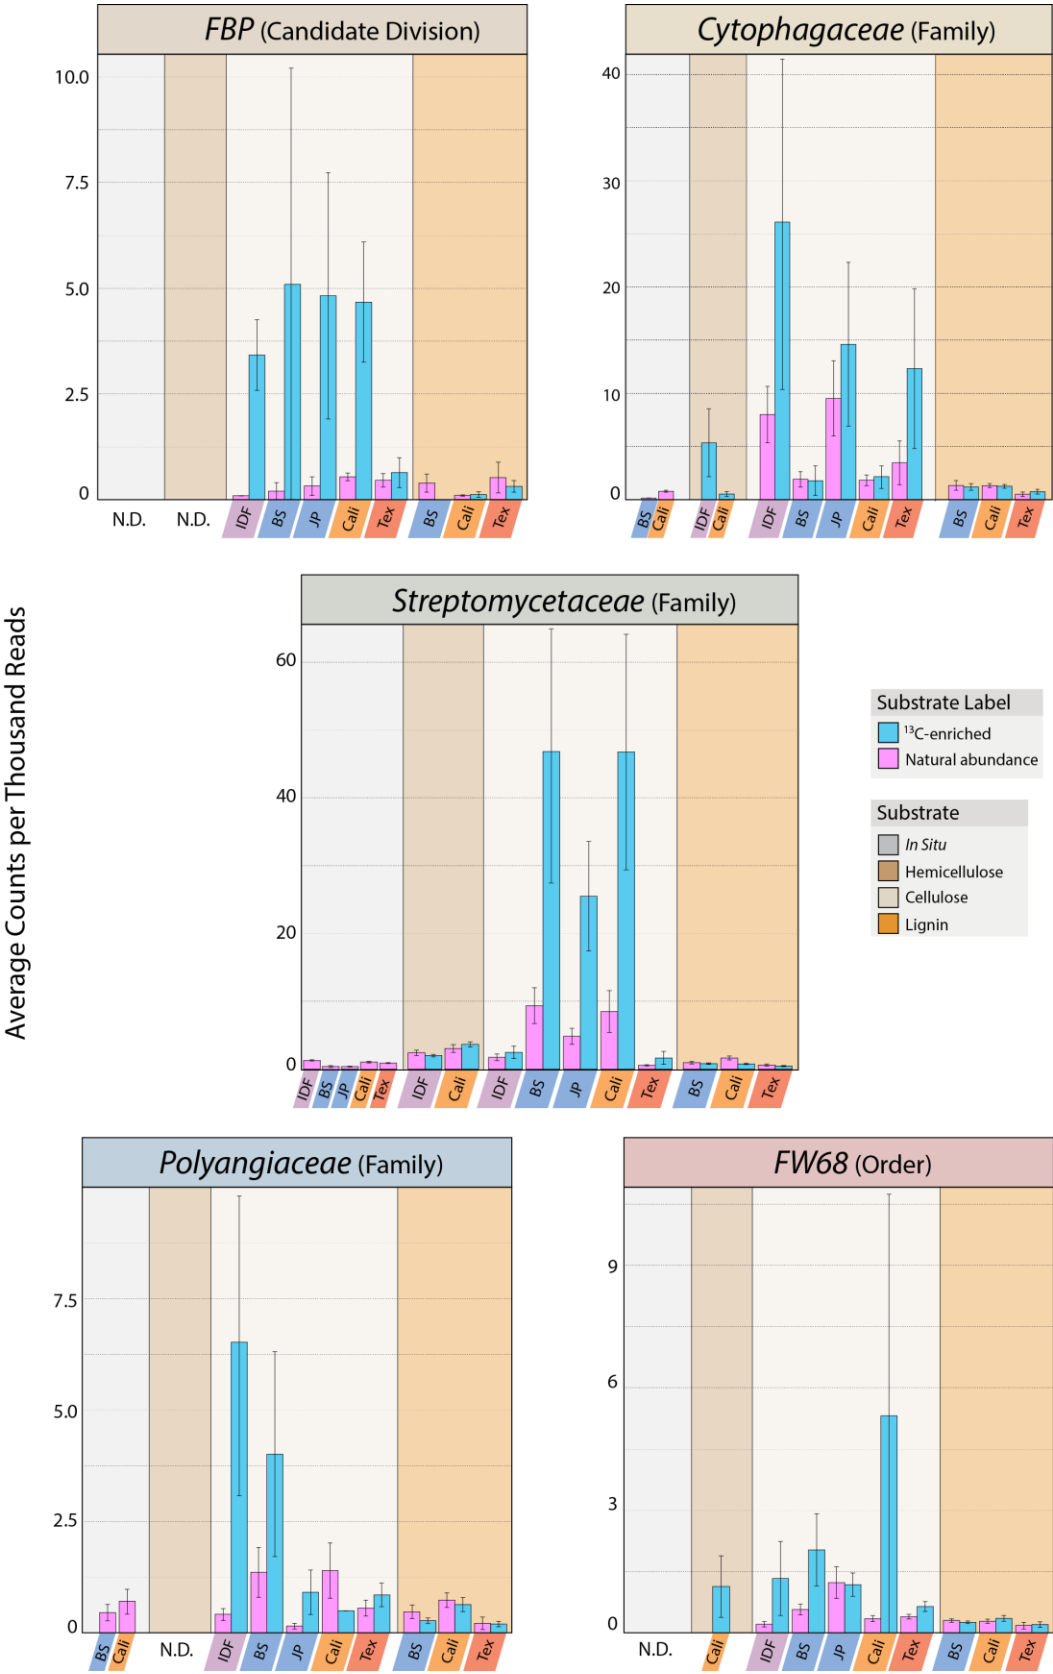 FBP (Candidate Division)
10.0
7.5
5.0
2.5
0
N.D.
N.D.
IDF
BS
JP
Cali
Tex
BS
Cali
Tex
Cytophagaceae (Family)
40
30
20
10
0
BS
Cali
IDF
Cali
IDF
BS
JP
Cali
Tex
BS
Cali
Tex
Average Counts per Thousand Reads
Streptomycetaceae (Family)
60
40
20
0
IDF
BS
JP
Cali
Tex
IDF
Cali
IDF
BS
JP
Cali
Tex
BS
Cali
Tex
Substrate Label
13C-enriched
Natural abundance
Substrate
In Situ
Hemicellulose
Cellulose
Lignin
Polyangiaceae (Family)
7.5
5.0
2.5
0
BS
Cali
N.D.
IDF
BS
JP
Cali
Tex
BS
Cali
Tex
FW68 (Order)
9
6
3
0
N.D.
Cali
IDF
BS
JP
Cali
Tex
BS
Cali
Tex